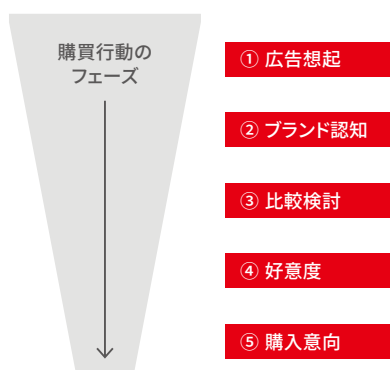 購買行動の
フェーズ
① 広告想起
② ブランド認知
③ 比較検討
④ 好意度
⑤ 購入意向